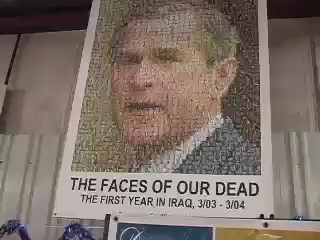 THE FACES OF OUR DEAD
THE FIRST YEAR IN IRAQ, 3/03 - 3/04